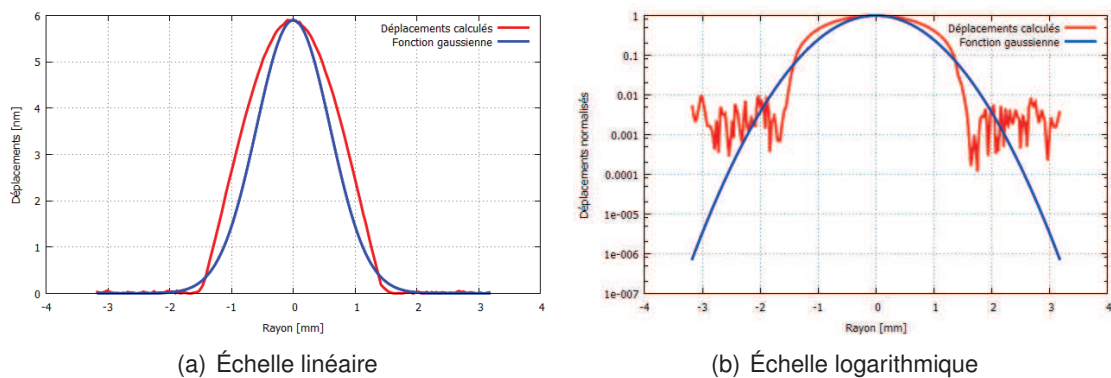 6
5
4
3
2
1
0
-4
-3
-2
-1
0
1
2
3
4
Déplacements [nm]
Rayon [mm]
Déplacements calculés
Fonction gaussienne
(a) Échelle linéaire
1
0.1
0.01
0.001
0.0001
1e-005
1e-006
1e-007
-4
-3
-2
-1
0
1
2
3
4
Déplacements normalisés
Rayon [mm]
Déplacements calculés
Fonction gaussienne
(b) Échelle logarithmique